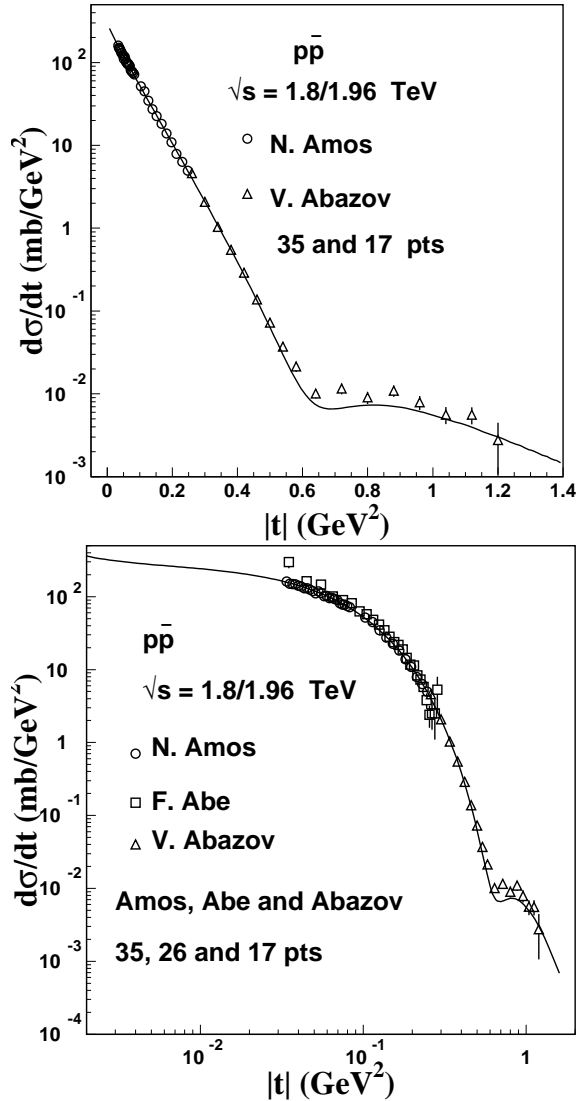 10²
10
1
10⁻¹
10⁻²
10⁻³
dσ/dt (mb/GeV²)
pp̄
√s = 1.8/1.96 TeV
N. Amos
V. Abazov
35 and 17 pts
0 0.2 0.4 0.6 0.8 1 1.2 1.4
|t| (GeV²)
10²
10
1
10⁻¹
10⁻²
10⁻³
10⁻⁴
dσ/dt (mb/GeV²)
pp̄
√s = 1.8/1.96 TeV
N. Amos
F. Abe
V. Abazov
Amos, Abe and Abazov
35, 26 and 17 pts
10⁻² 10⁻¹ 1
|t| (GeV²)